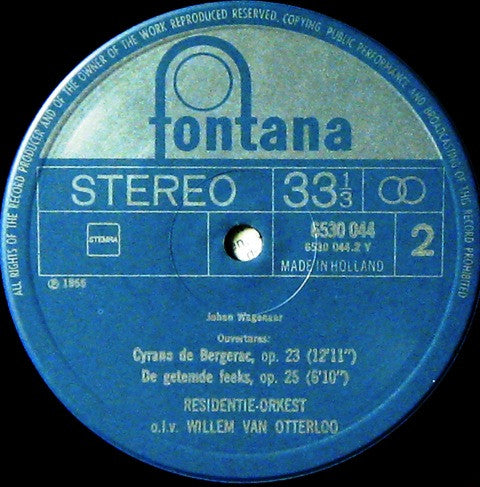 ALL RIGHTS OF THE RECORD PRODUCER AND OF THE OWNER OF THE WORK REPRODUCED RESERVED. COPYING, PUBLIC PERFORMANCE AND BROADCASTING OF THIS RECORD PROHIBITED
fontana
STEREO
33 1/3
STEMRA
6530 044
6530 044.2 Y
MADE IN HOLLAND
2
℗ 1966
Johan Wagenaar
Ouvertures:
Cyrano de Bergerac, op. 23 (12'11")
De getemde feeks, op. 25 (6'10")
RESIDENTIE-ORKEST
o.l.v. WILLEM VAN OTTERLOO